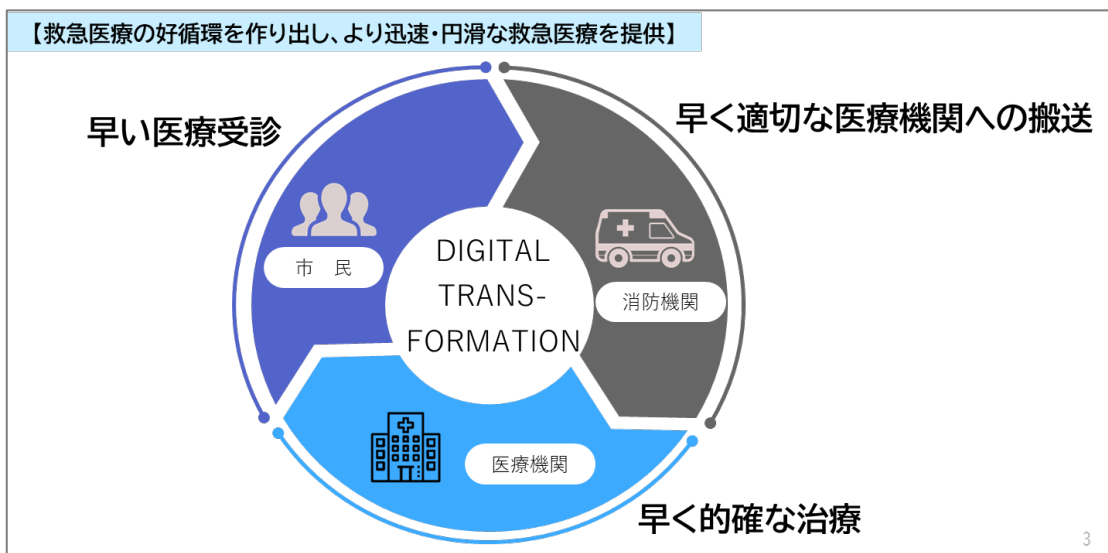 【救急医療の好循環を作り出し、より迅速・円滑な救急医療を提供】
早い医療受診
早く適切な医療機関への搬送
市　民
DIGITAL
TRANS-
FORMATION
消防機関
医療機関
早く的確な治療
3